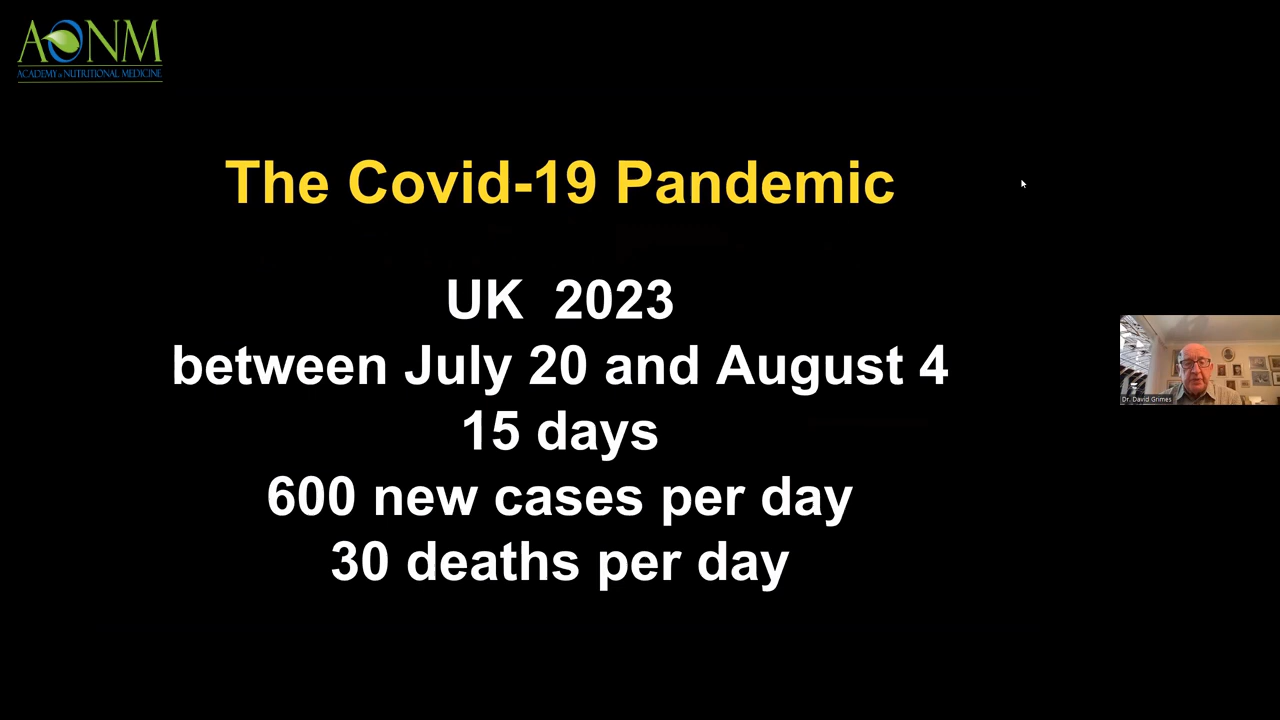 AONM
ACADEMY of NUTRITIONAL MEDICINE
The Covid-19 Pandemic
UK 2023
between July 20 and August 4
15 days
600 new cases per day
30 deaths per day
Dr. David Grimes